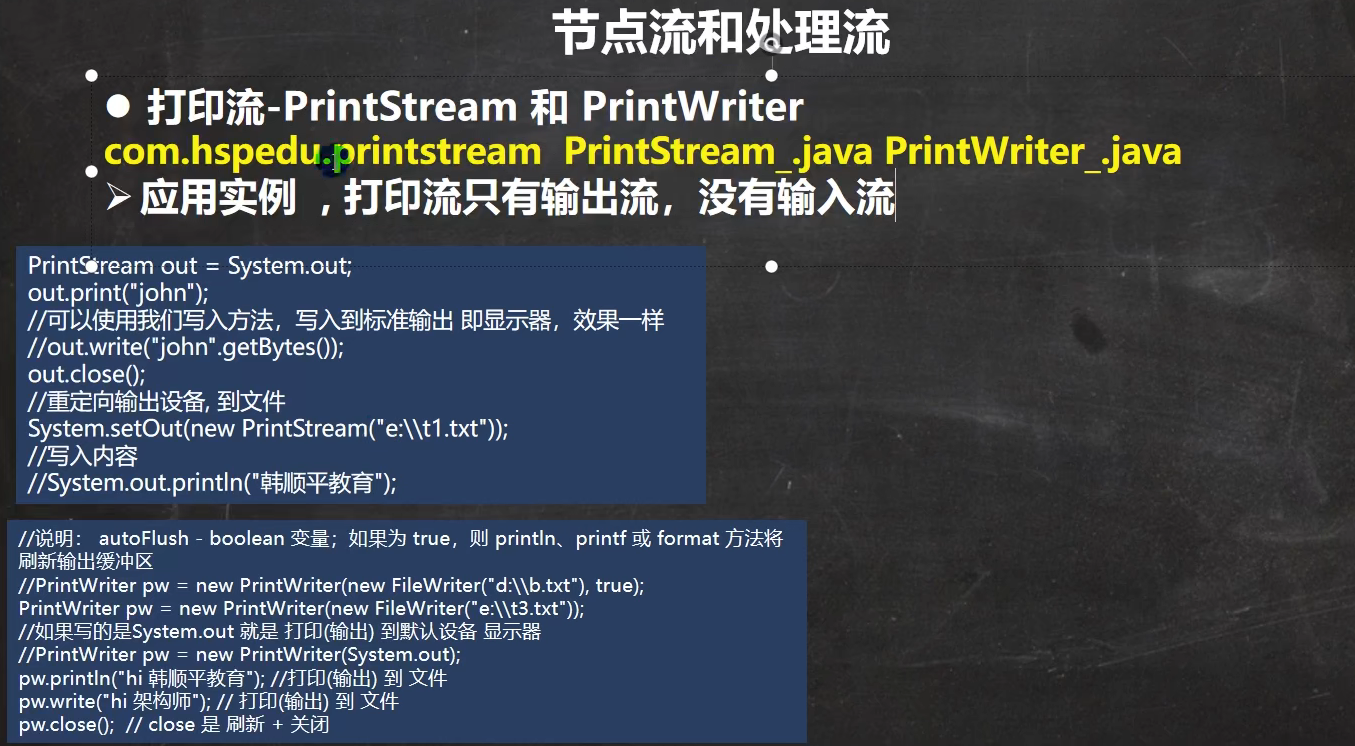 节点流和处理流
打印流-PrintStream 和 PrintWriter
com.hspedu.printstream  PrintStream_.java PrintWriter_.java
应用实例 , 打印流只有输出流，没有输入流
PrintStream out = System.out;
out.print("john");
//可以使用我们写入方法，写入到标准输出 即显示器，效果一样
//out.write("john".getBytes());
out.close();
//重定向输出设备, 到文件
System.setOut(new PrintStream("e:\\t1.txt"));
//写入内容
//System.out.println("韩顺平教育");
//说明： autoFlush - boolean 变量；如果为 true，则 println、printf 或 format 方法将
刷新输出缓冲区
//PrintWriter pw = new PrintWriter(new FileWriter("d:\\b.txt"), true);
PrintWriter pw = new PrintWriter(new FileWriter("e:\\t3.txt"));
//如果写的是System.out 就是 打印(输出) 到默认设备 显示器
//PrintWriter pw = new PrintWriter(System.out);
pw.println("hi 韩顺平教育"); //打印(输出) 到 文件
pw.write("hi 架构师"); // 打印(输出) 到 文件
pw.close();  // close 是 刷新 + 关闭